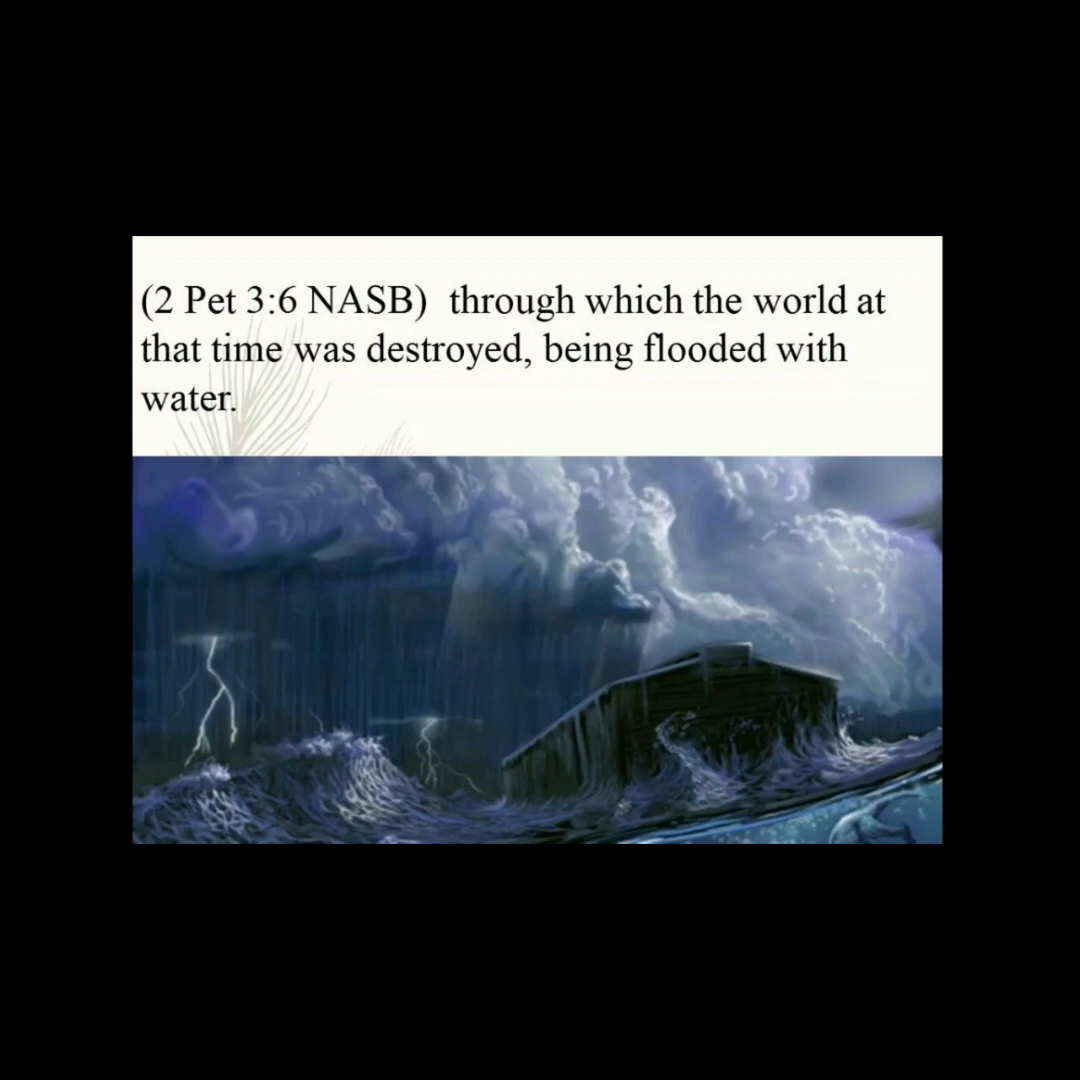 (2 Pet 3:6 NASB)  through which the world at
that time was destroyed, being flooded with
water.